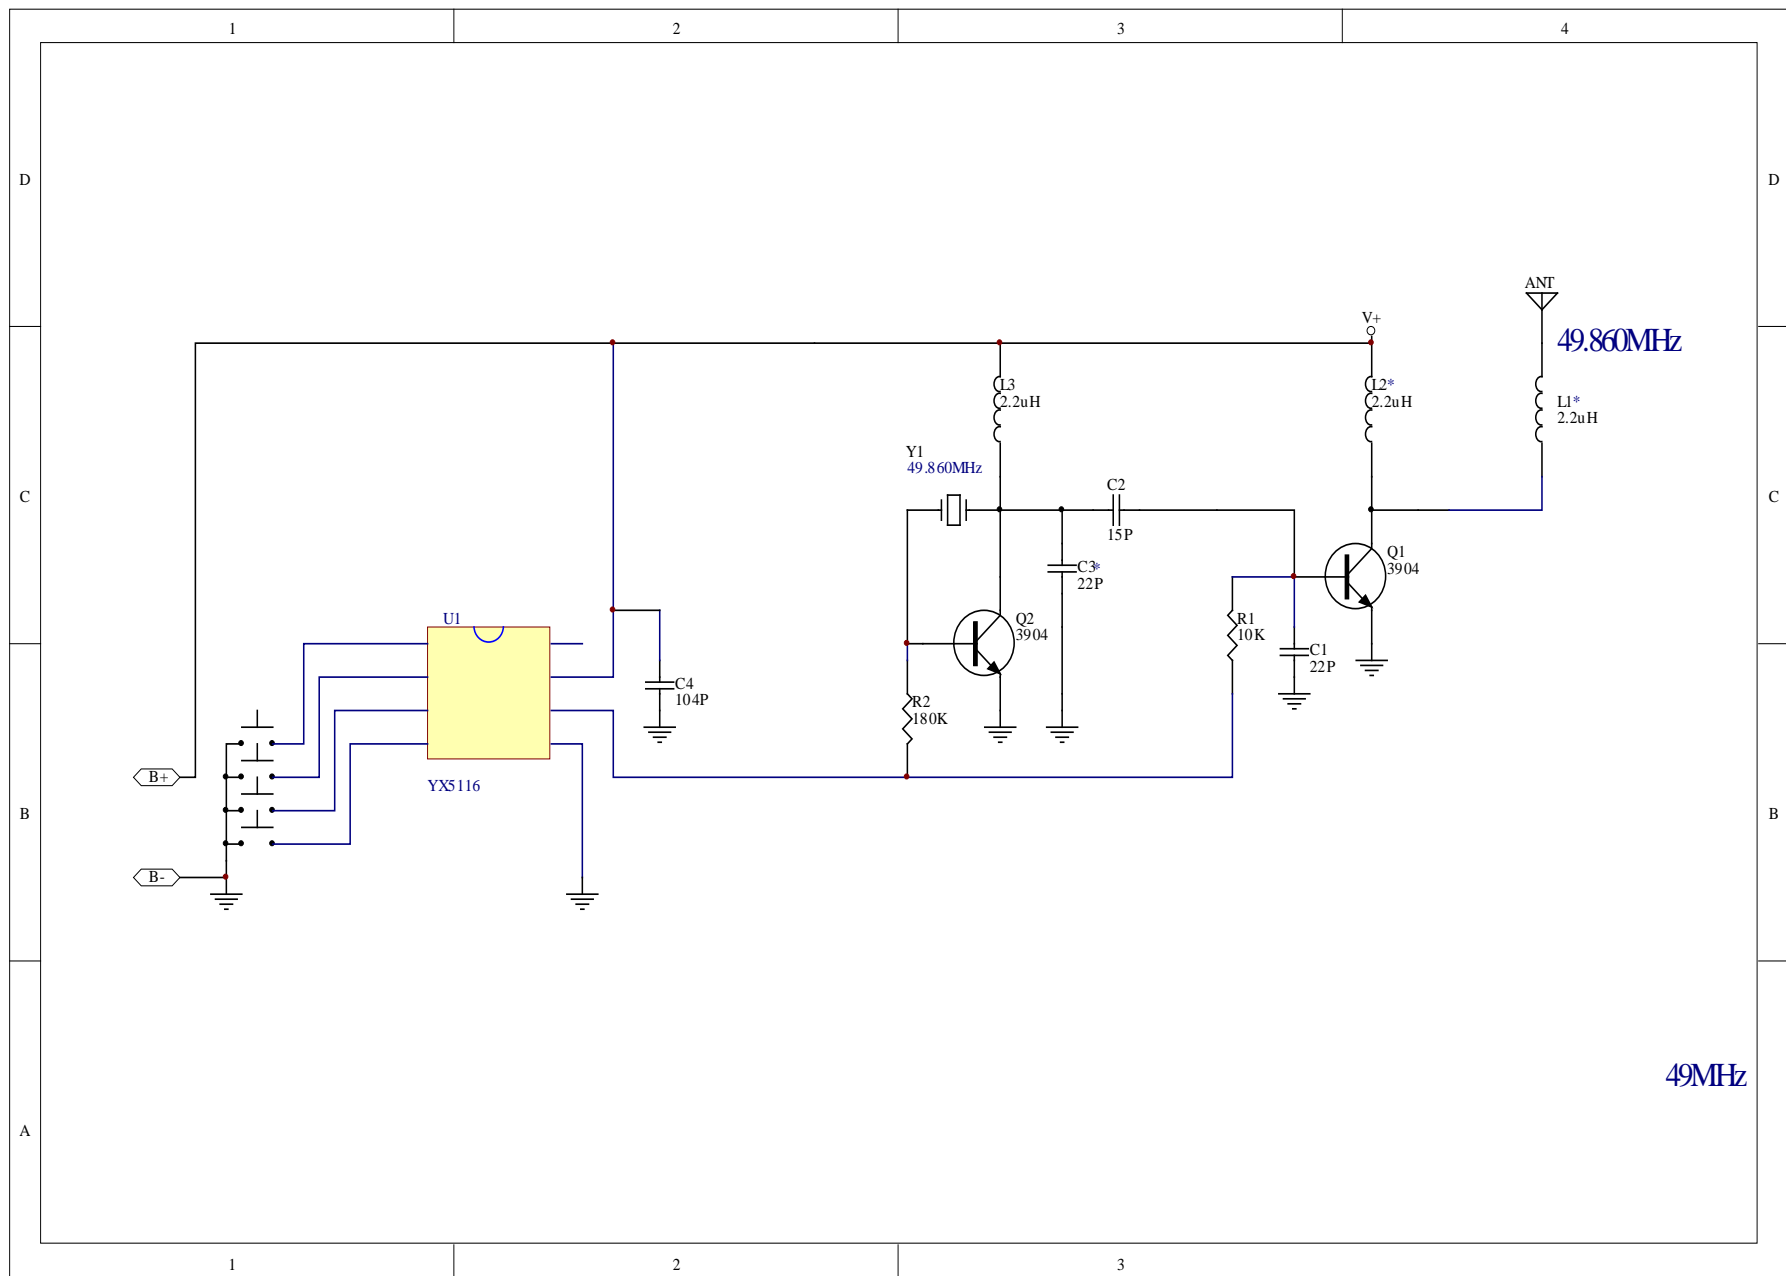 1 2 3 4
D D
ANT
V+
49.860MHz
L3
2.2uH
L2*
2.2uH
L1*
2.2uH
Y1
49.860MHz
C2
15P
C C
Q1
3904
C3*
22P
U1
Q2
3904
R1
10K
C1
22P
C4
104P
R2
180K
B+
YX5116
B B
B-
49MHz
A A
1 2 3